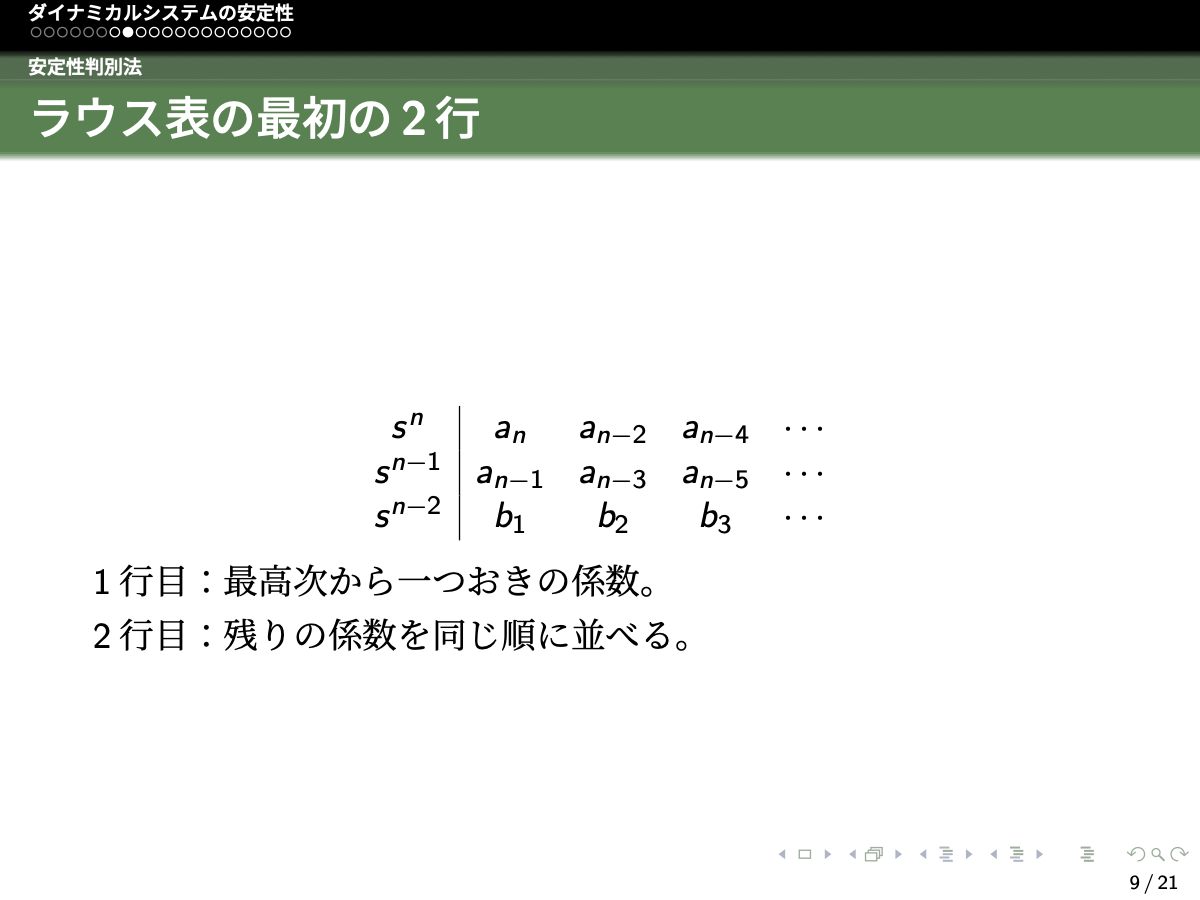 ダイナミカルシステムの安定性
安定性判別法
ラウス表の最初の 2 行
s^n | a_n a_{n−2} a_{n−4} ···
s^{n−1} | a_{n−1} a_{n−3} a_{n−5} ···
s^{n−2} | b_1 b_2 b_3 ···
1 行目：最高次から一つおきの係数。
2 行目：残りの係数を同じ順に並べる。
9 / 21